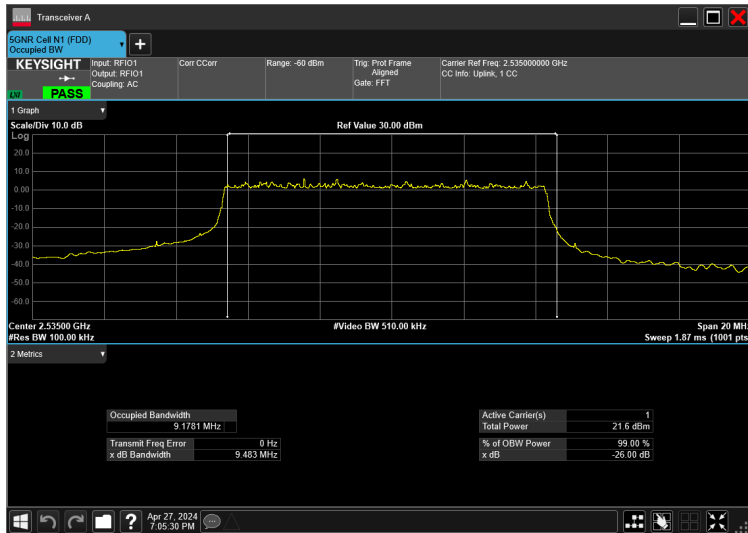 Transceiver A
5GNR Cell N1 (FDD)
Occupied BW
KEYSIGHT
LXI
PASS
Input: RFIO1
Output: RFIO1
Coupling: AC
Corr CCorr
Range: -60 dBm
Trig: Prot Frame
Aligned
Gate: FFT
Carrier Ref Freq: 2.535000000 GHz
CC Info: Uplink, 1 CC
1 Graph
Scale/Div 10.0 dB
Ref Value 30.00 dBm
Log
20.0
10.0
0.00
-10.0
-20.0
-30.0
-40.0
-50.0
-60.0
Center 2.53500 GHz
#Video BW 510.00 kHz
Span 20 MH
#Res BW 100.00 kHz
Sweep 1.87 ms (1001 pts
2 Metrics
Occupied Bandwidth
9.1781 MHz
Transmit Freq Error 0 Hz
x dB Bandwidth 9.483 MHz
Active Carrier(s) 1
Total Power 21.6 dBm
% of OBW Power 99.00 %
x dB -26.00 dB
?
Apr 27, 2024
7:05:30 PM